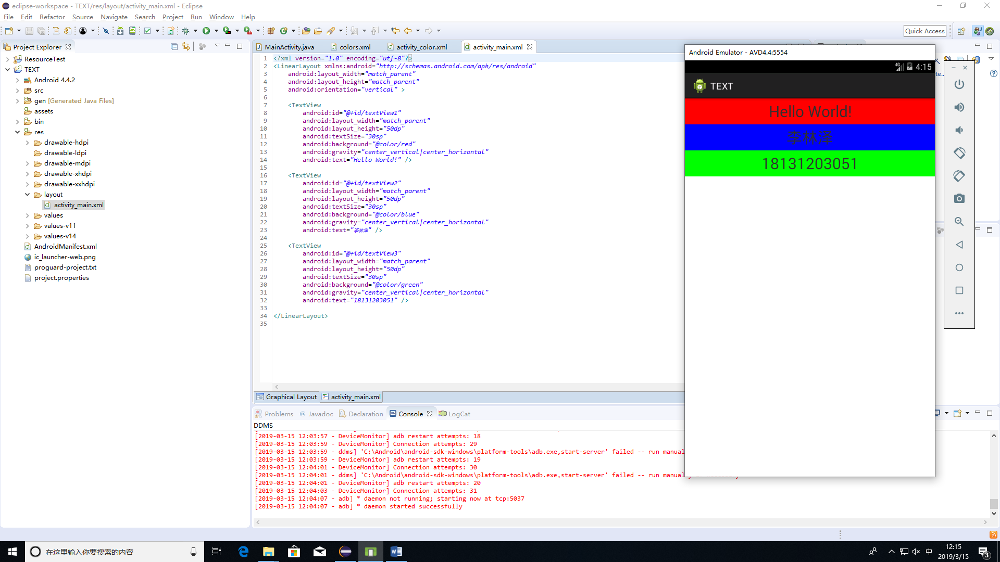 eclipse-workspace - TEXT/res/layout/activity_main.xml - Eclipse
File Edit Refactor Source Navigate Search Project Run Window Help
Quick Access
Project Explorer
ResourceTest
TEXT
Android 4.4.2
src
gen [Generated Java Files]
assets
bin
res
drawable-hdpi
drawable-ldpi
drawable-mdpi
drawable-xhdpi
drawable-xxhdpi
layout
activity_main.xml
values
values-v11
values-v14
AndroidManifest.xml
ic_launcher-web.png
proguard-project.txt
project.properties
MainActivity.java colors.xml activity_color.xml activity_main.xml
1 <?xml version="1.0" encoding="utf-8"?>
2 <LinearLayout xmlns:android="http://schemas.android.com/apk/res/android"
3 android:layout_width="match_parent"
4 android:layout_height="match_parent"
5 android:orientation="vertical" >
6
7 <TextView
8 android:id="@+id/textView1"
9 android:layout_width="match_parent"
10 android:layout_height="50dp"
11 android:textSize="30sp"
12 android:background="@color/red"
13 android:gravity="center_vertical|center_horizontal"
14 android:text="Hello World!" />
15
16 <TextView
17 android:id="@+id/textView2"
18 android:layout_width="match_parent"
19 android:layout_height="50dp"
20 android:textSize="30sp"
21 android:background="@color/blue"
22 android:gravity="center_vertical|center_horizontal"
23 android:text="李林泽" />
24
25 <TextView
26 android:id="@+id/textView3"
27 android:layout_width="match_parent"
28 android:layout_height="50dp"
29 android:textSize="30sp"
30 android:background="@color/green"
31 android:gravity="center_vertical|center_horizontal"
32 android:text="18131203051" />
33
34 </LinearLayout>
35
Graphical Layout activity_main.xml
Android Emulator - AVD4.4:5554
4G 4:15
TEXT
Hello World!
李林泽
18131203051
te...
Problems @ Javadoc Declaration Console LogCat
DDMS
[2019-03-15 12:03:57 - DeviceMonitor] adb restart attempts: 18
[2019-03-15 12:03:59 - DeviceMonitor] Connection attempts: 29
[2019-03-15 12:03:59 - ddms] 'C:\Android\android-sdk-windows\platform-tools\adb.exe,start-server' failed -- run manual
[2019-03-15 12:03:59 - DeviceMonitor] adb restart attempts: 19
[2019-03-15 12:04:01 - DeviceMonitor] Connection attempts: 30
[2019-03-15 12:04:01 - ddms] 'C:\Android\android-sdk-windows\platform-tools\adb.exe,start-server' failed -- run manually
[2019-03-15 12:04:01 - DeviceMonitor] adb restart attempts: 20
[2019-03-15 12:04:03 - DeviceMonitor] Connection attempts: 31
[2019-03-15 12:04:07 - adb] * daemon not running; starting now at tcp:5037
[2019-03-15 12:04:07 - adb] * daemon started successfully
在这里输入你要搜索的内容
中
12:15
2019/3/15
3